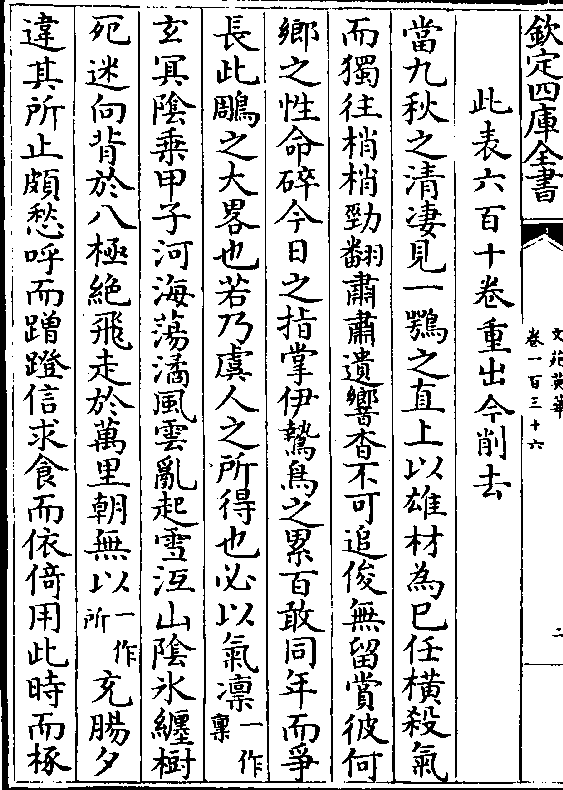 欽定四庫全書
文苑英華
卷一百三十六
二
此表六百十卷重出今削去
當九秋之清凄見一鶚之直上以雄材為已任橫殺氣
而獨往梢梢勁翮肅肅遺響杳不可追俊無留賞彼何
鄉之性命碎今日之指掌伊鷙鳥之累百敢同年而爭
長此鵰之大畧也若乃虞人之所得也必以氣凛一作禀
玄冥陰乗甲子河海蕩潏風雲亂起雪沍山陰氷纒樹
死迷向背於八極絶飛走於萬里朝無以一作所充腸夕
違其所止頗愁呼而蹭蹬信求食而依倚用此時而椓